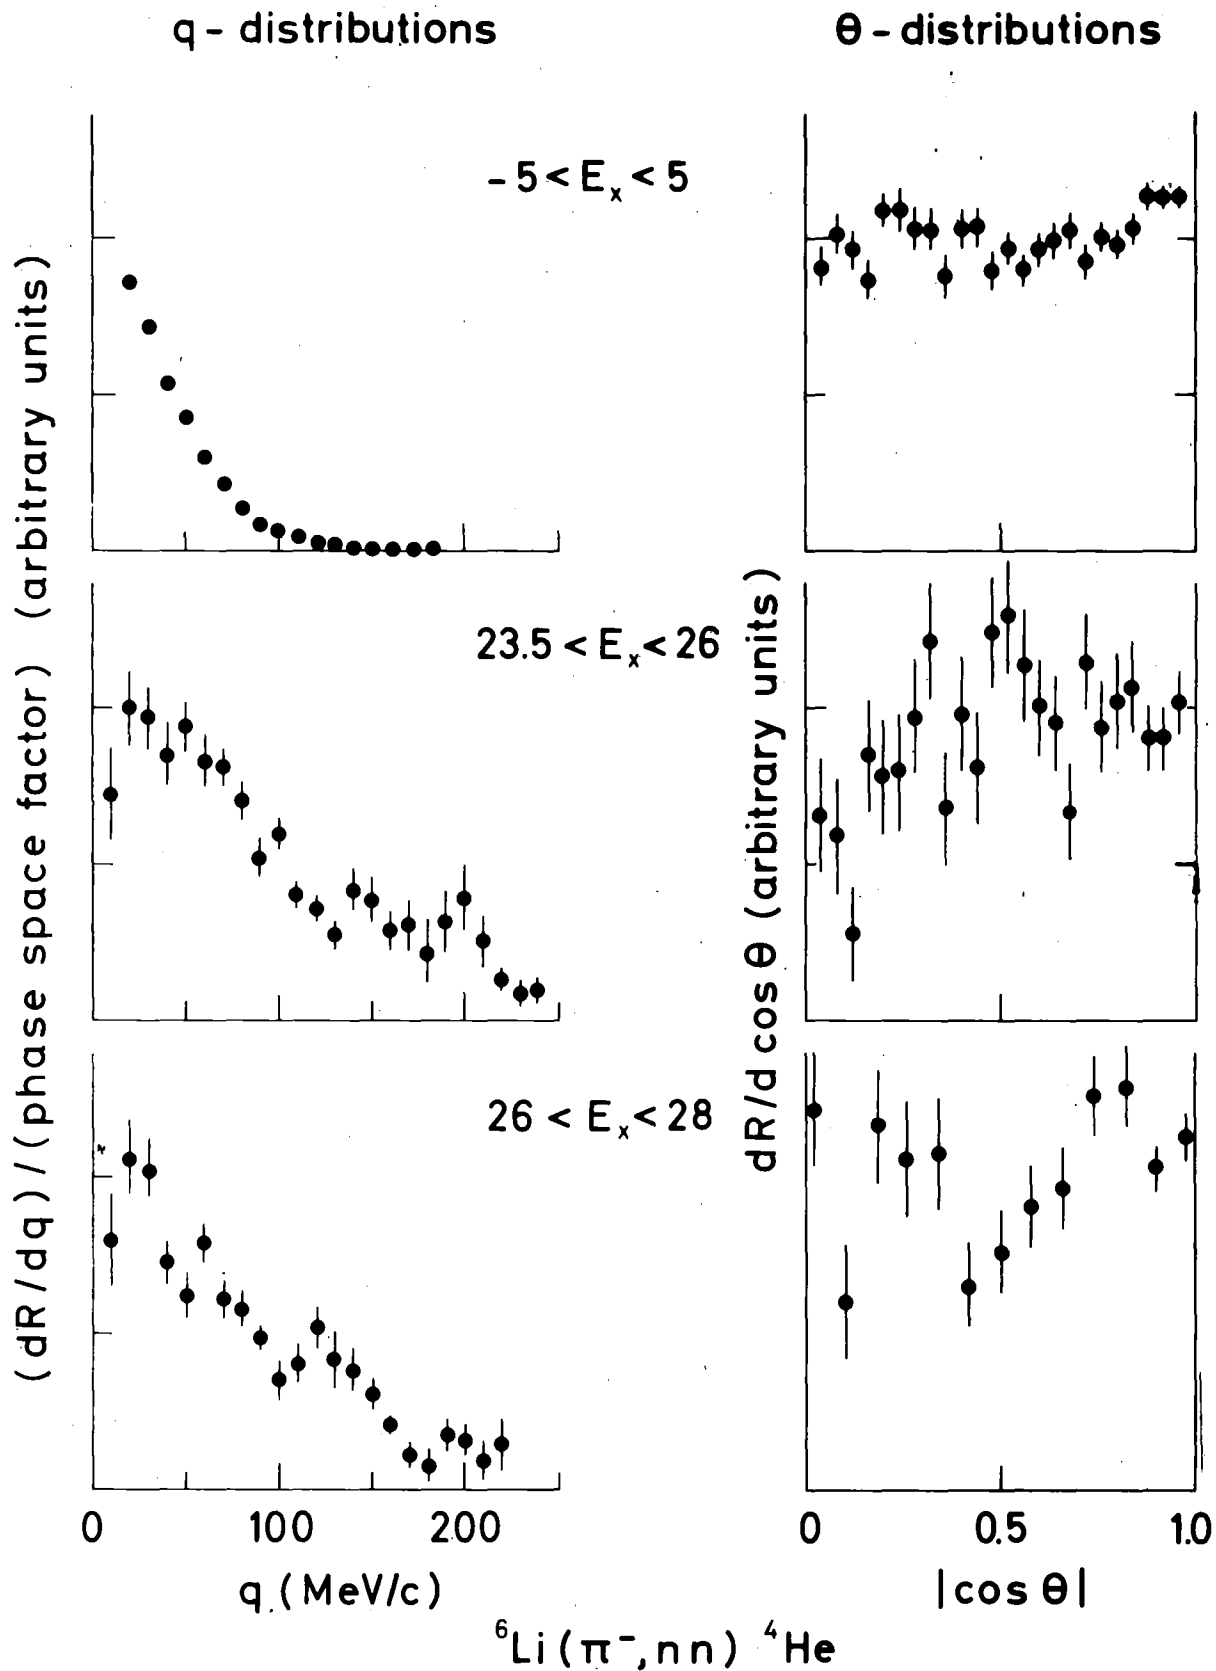 q - distributions
θ - distributions
(dR/dq)/(phase space factor) (arbitrary units)
-5 < Eₓ < 5
23.5 < Eₓ < 26
26 < Eₓ < 28
dR/d cos θ (arbitrary units)
0 100 200
q (MeV/c)
0 0.5 1.0
|cos θ|
⁶Li(π⁻,nn) ⁴He